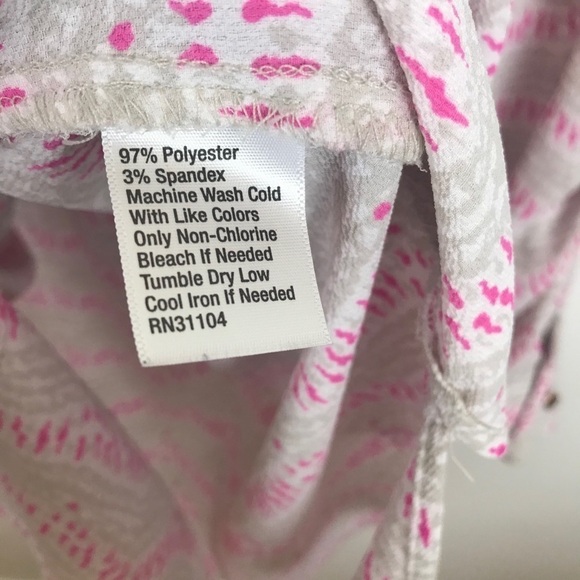 97% Polyester
3% Spandex
Machine Wash Cold
With Like Colors
Only Non-Chlorine
Bleach If Needed
Tumble Dry Low
Cool Iron If Needed
RN31104